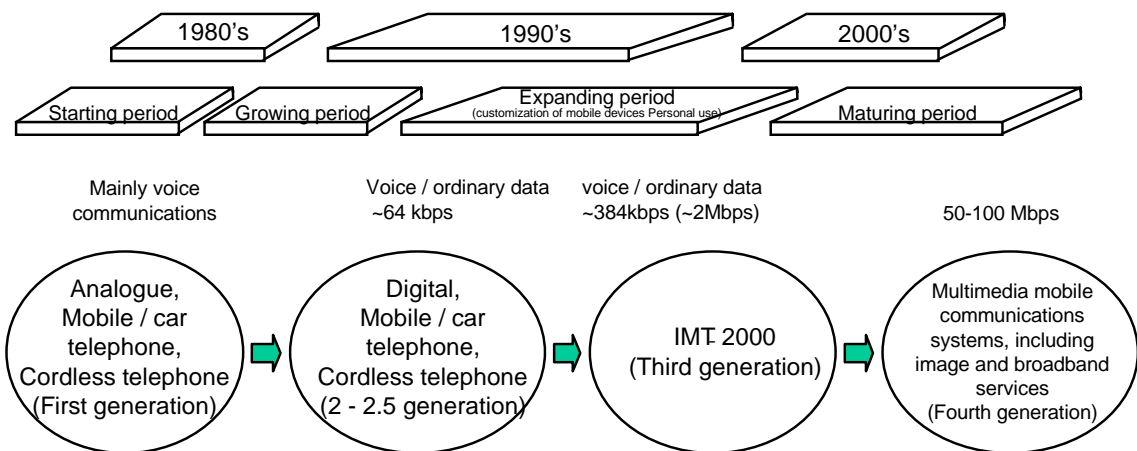 1980's
1990's
2000's
Starting period
Growing period
Expanding period
(customization of mobile devices Personal use)
Maturing period
Mainly voice
communications
Voice / ordinary data
~64 kbps
voice / ordinary data
~384kbps (~2Mbps)
50-100 Mbps
Analogue,
Mobile / car
telephone,
Cordless telephone
(First generation)
Digital,
Mobile / car
telephone,
Cordless telephone
(2 - 2.5 generation)
IMT- 2000
(Third generation)
Multimedia mobile
communications
systems, including
image and broadband
services
(Fourth generation)